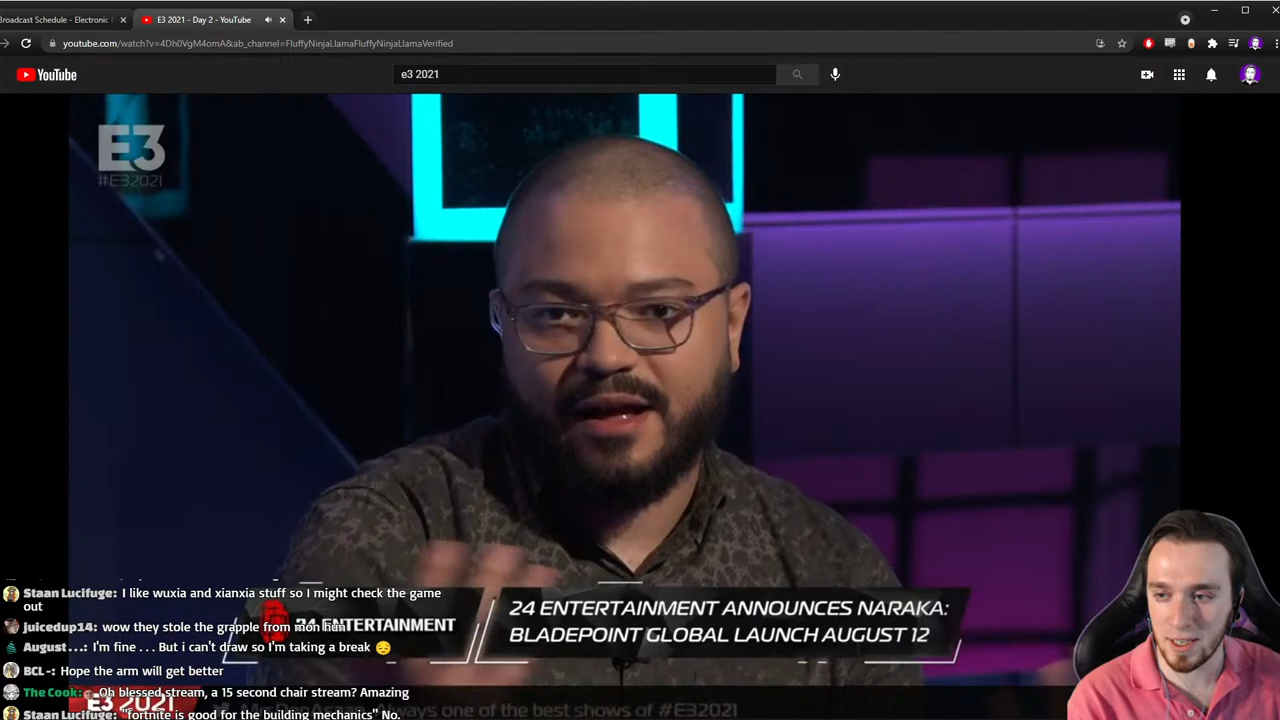 Broadcast Schedule - Electronic E
E3 2021 - Day 2 - YouTube
youtube.com/watch?v=4Dh0VgM4omA&ab_channel=FluffyNinjaLlamaFluffyNinjaLlamaVerified
YouTube
e3 2021
E3
#E32021
Staan Lucifuge: I like wuxia and xianxia stuff so I might check the game
out
juicedup14: wow they stole the grapple from mon hun
August...: I'm fine ... But i can't draw so I'm taking a break 😔
BCL-: Hope the arm will get better
The Cook: Oh blessed stream, a 15 second chair stream? Amazing
Staan Lucifuge: "fortnite is good for the building mechanics" No.
24 ENTERTAINMENT
24 ENTERTAINMENT ANNOUNCES NARAKA:
BLADEPOINT GLOBAL LAUNCH AUGUST 12
E3 2021
Always one of the best shows of #E32021